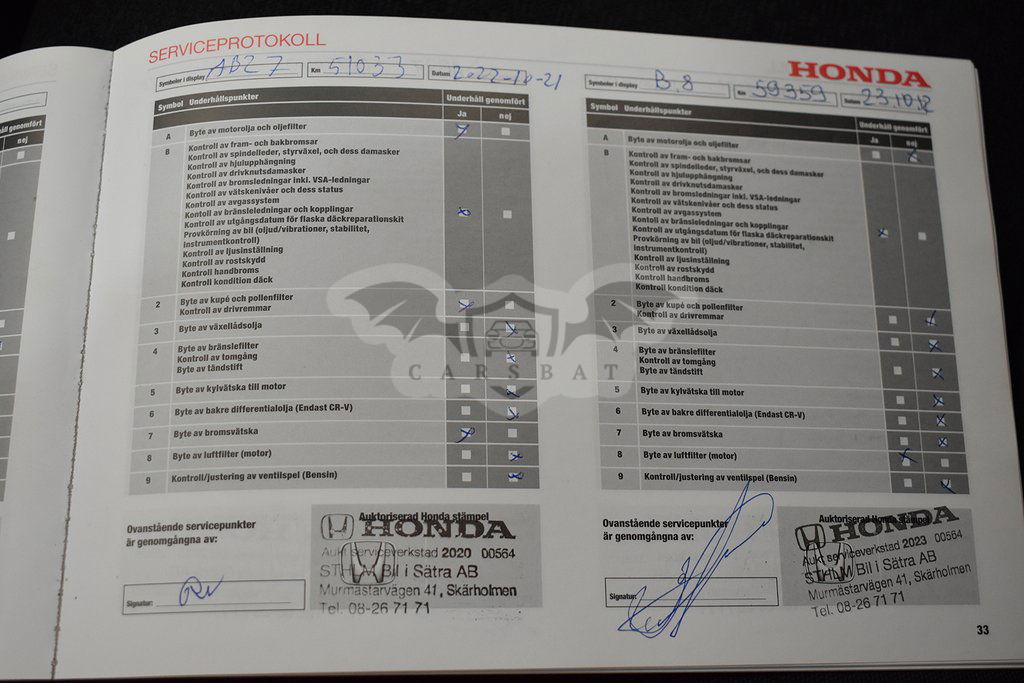 SERVICEPROTOKOLL
Symboler i display AB27 Km 51033 Datum 2022-10-21
Symbol Underhållspunkter Underhåll genomfört
Ja nej
A Byte av motorolja och oljefilter
B Kontroll av fram- och bakbromsar
Kontroll av spindelleder, styrväxel, och dess damasker
Kontroll av hjulupphängning
Kontroll av drivknutsdamasker
Kontroll av bromsledningar inkl. VSA-ledningar
Kontroll av vätskenivåer och dess status
Kontroll av avgassystem
Kontoll av bränsleledningar och kopplingar
Kontroll av utgångsdatum för flaska däckreparationskit
Provkörning av bil (oljud/vibrationer, stabilitet,
instrumentkontroll)
Kontroll av ljusinställning
Kontroll av rostskydd
Kontroll handbroms
Kontroll kondition däck
2 Byte av kupé och pollenfilter
Kontroll av drivremmar
3 Byte av växellådsolja
4 Byte av bränslefilter
Kontroll av tomgång
Byte av tändstift
5 Byte av kylvätska till motor
6 Byte av bakre differentialolja (Endast CR-V)
7 Byte av bromsvätska
8 Byte av luftfilter (motor)
9 Kontroll/justering av ventilspel (Bensin)
Ovanstående servicepunkter
är genomgångna av:
Signatur:
Auktoriserad Honda stämpel
HONDA
Aukt serviceverkstad 2020 00564
STHLM Bil i Sätra AB
Murmästarvägen 41, Skärholmen
Tel. 08-26 71 71
HONDA
Symboler i display B.8 Km 59359 Datum 231012
Symbol Underhållspunkter Underhåll genomfört
Ja nej
A Byte av motorolja och oljefilter
B Kontroll av fram- och bakbromsar
Kontroll av spindelleder, styrväxel, och dess damasker
Kontroll av hjulupphängning
Kontroll av drivknutsdamasker
Kontroll av bromsledningar inkl. VSA-ledningar
Kontroll av vätskenivåer och dess status
Kontroll av avgassystem
Kontoll av bränsleledningar och kopplingar
Kontroll av utgångsdatum för flaska däckreparationskit
Provkörning av bil (oljud/vibrationer, stabilitet,
instrumentkontroll)
Kontroll av ljusinställning
Kontroll av rostskydd
Kontroll handbroms
Kontroll kondition däck
2 Byte av kupé och pollenfilter
Kontroll av drivremmar
3 Byte av växellådsolja
4 Byte av bränslefilter
Kontroll av tomgång
Byte av tändstift
5 Byte av kylvätska till motor
6 Byte av bakre differentialolja (Endast CR-V)
7 Byte av bromsvätska
8 Byte av luftfilter (motor)
9 Kontroll/justering av ventilspel (Bensin)
Ovanstående servicepunkter
är genomgångna av:
Signatur:
Auktoriserad Honda stämpel
HONDA
Aukt serviceverkstad 2023 00564
STHLM Bil i Sätra AB
Murmästarvägen 41, Skärholmen
Tel. 08-26 71 71
33
CARSBAT